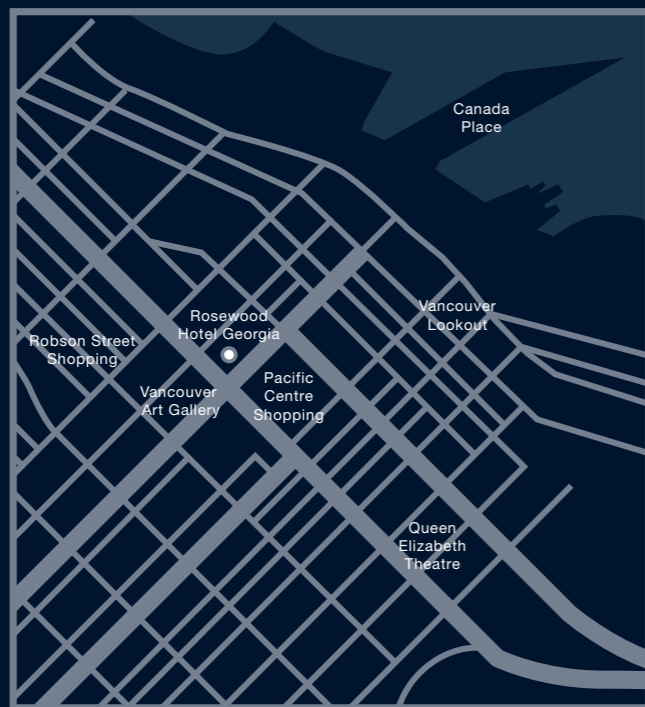 Canada
Place
Vancouver
Lookout
Rosewood
Hotel Georgia
Robson Street
Shopping
Pacific
Centre
Shopping
Vancouver
Art Gallery
Queen
Elizabeth
Theatre